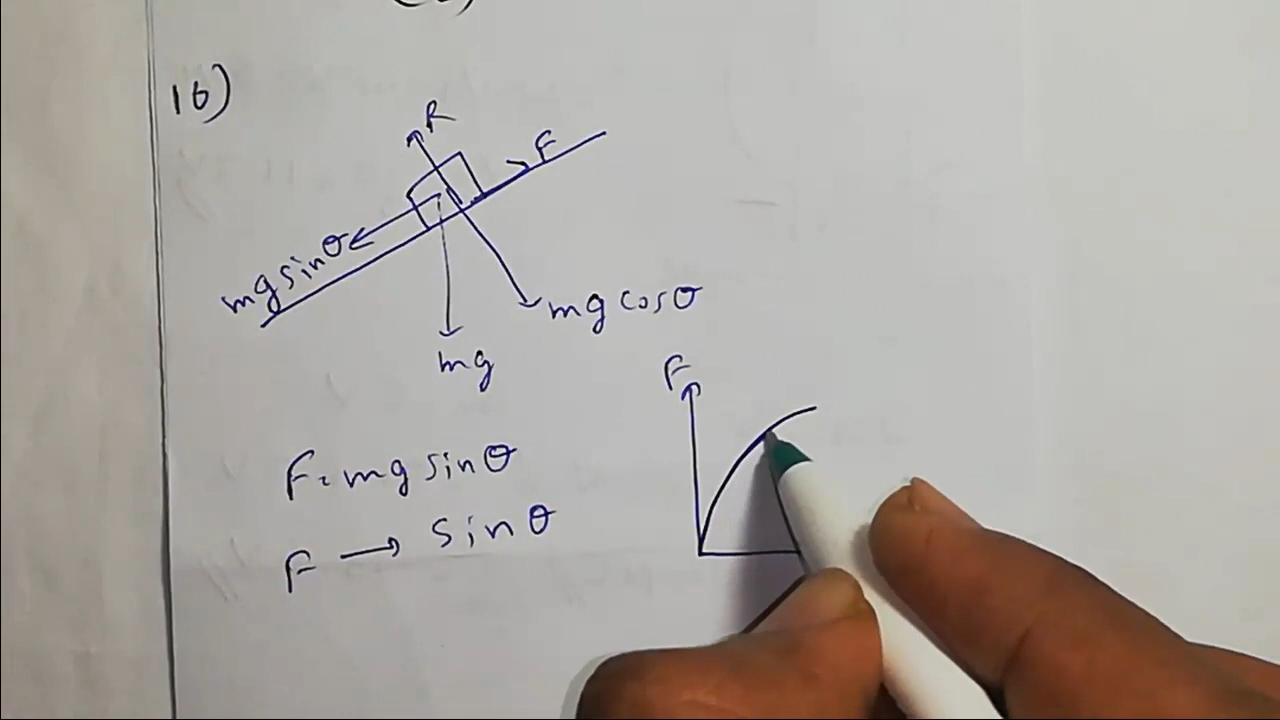 16)
R
F
mg sinθ
mg cosθ
mg
F
F = mg sinθ
F → sinθ